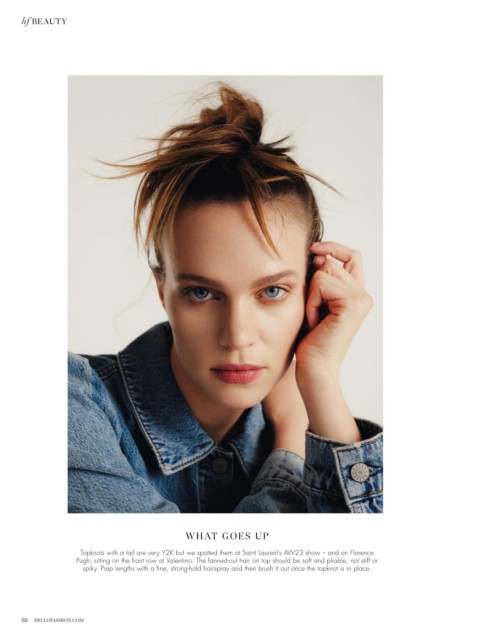 hf BEAUTY
WHAT GOES UP
Topknots with a tail are very Y2K but we spotted them at Saint Laurent's AW23 show – and on Florence
Pugh, sitting on the front row at Valentino. The fanned-out hair on top should be soft and pliable, not stiff or
spiky. Prep lengths with a fine, strong-hold hairspray and then brush it out once the topknot is in place.
88 HELLOFASHION.COM